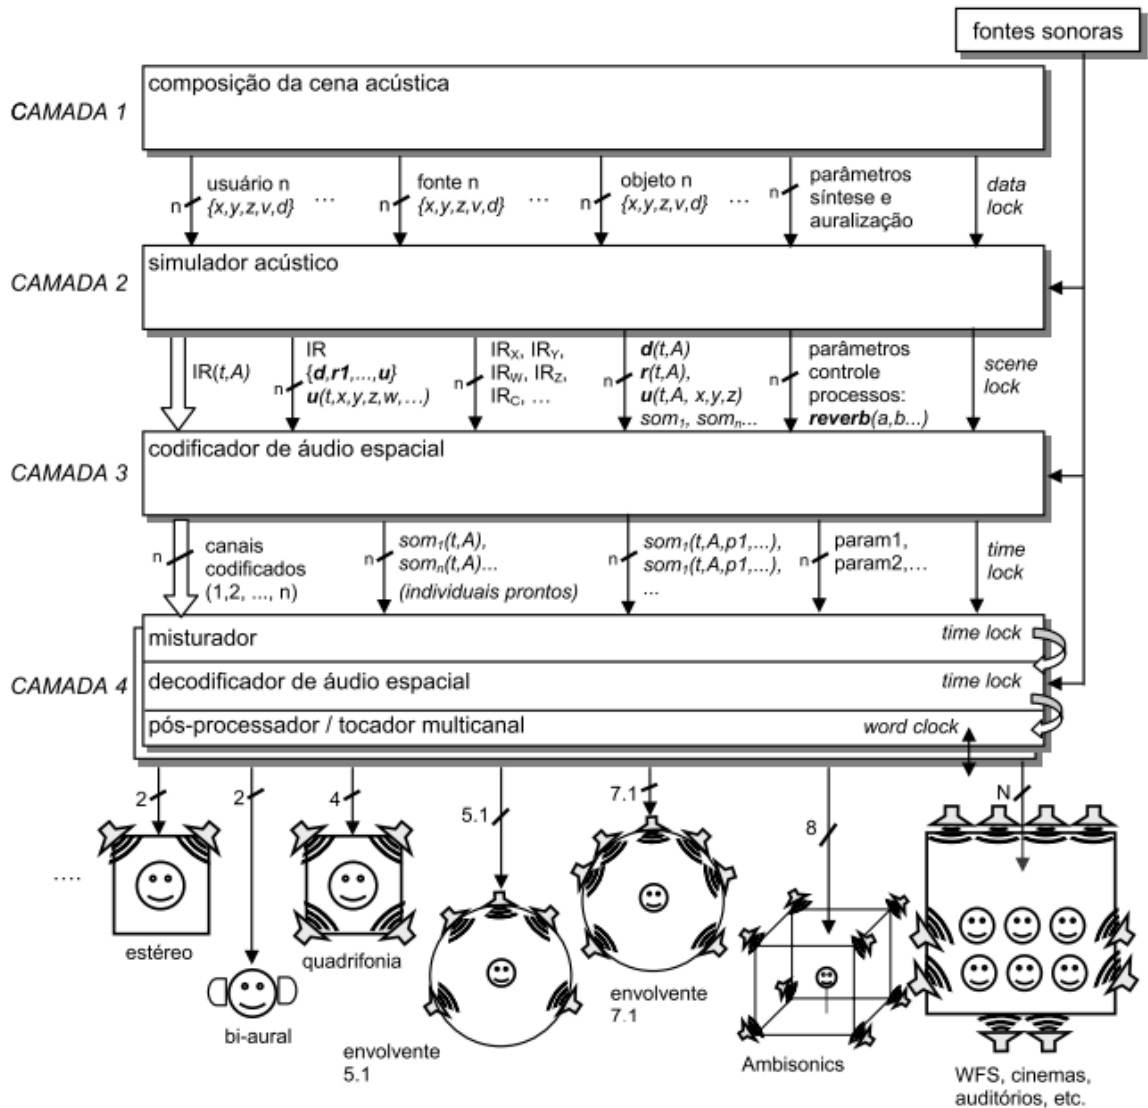 fontes sonoras
composição da cena acústica
CAMADA 1
usuário n
n
{x,y,z,v,d}
...
fonte n
n
{x,y,z,v,d}
...
objeto n
n
{x,y,z,v,d}
...
parâmetros
n
síntese e
auralização
data
lock
simulador acústico
CAMADA 2
IR(t,A)
IR
n
{d,r1,...,u}
u(t,x,y,z,w,...)
IRX, IRY,
n
IRW, IRZ,
IRC, ...
d(t,A)
n
r(t,A),
u(t,A, x,y,z)
som1, somn...
parâmetros
n
controle
processos:
reverb(a,b...)
scene
lock
codificador de áudio espacial
CAMADA 3
n
canais
codificados
(1,2, ..., n)
som1(t,A),
n
somn(t,A)...
(individuais prontos)
som1(t,A,p1,...),
n
som1(t,A,p1,...),
...
param1,
n
param2,...
time
lock
misturador
time lock
CAMADA 4
decodificador de áudio espacial
time lock
pós-processador / tocador multicanal
word clock
2
2
4
5.1
7.1
8
N
....
estéreo
bi-aural
quadrifonia
envolvente
5.1
envolvente
7.1
Ambisonics
WFS, cinemas,
auditórios, etc.